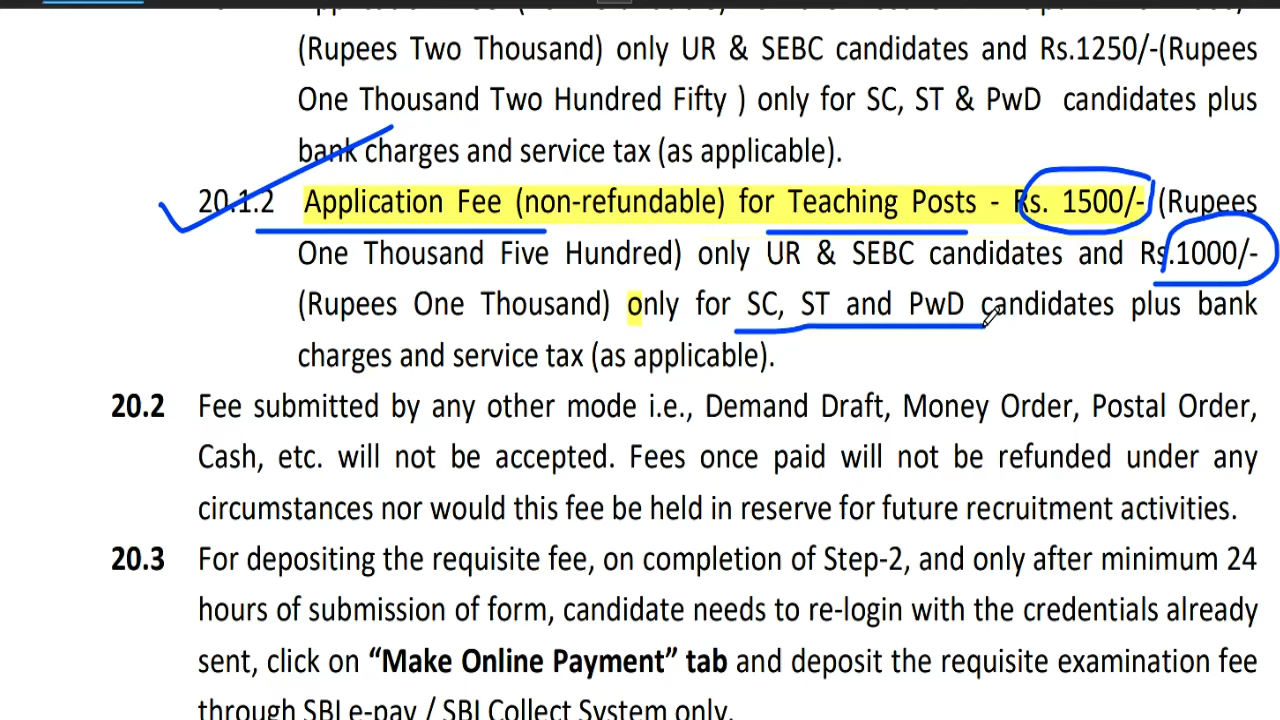 (Rupees Two Thousand) only UR & SEBC candidates and Rs.1250/-(Rupees
One Thousand Two Hundred Fifty ) only for SC, ST & PwD candidates plus
bank charges and service tax (as applicable).
20.1.2 Application Fee (non-refundable) for Teaching Posts - Rs. 1500/- (Rupees
One Thousand Five Hundred) only UR & SEBC candidates and Rs.1000/-
(Rupees One Thousand) only for SC, ST and PwD candidates plus bank
charges and service tax (as applicable).
20.2 Fee submitted by any other mode i.e., Demand Draft, Money Order, Postal Order,
Cash, etc. will not be accepted. Fees once paid will not be refunded under any
circumstances nor would this fee be held in reserve for future recruitment activities.
20.3 For depositing the requisite fee, on completion of Step-2, and only after minimum 24
hours of submission of form, candidate needs to re-login with the credentials already
sent, click on “Make Online Payment” tab and deposit the requisite examination fee
through SBI e-pay / SBI Collect System only.